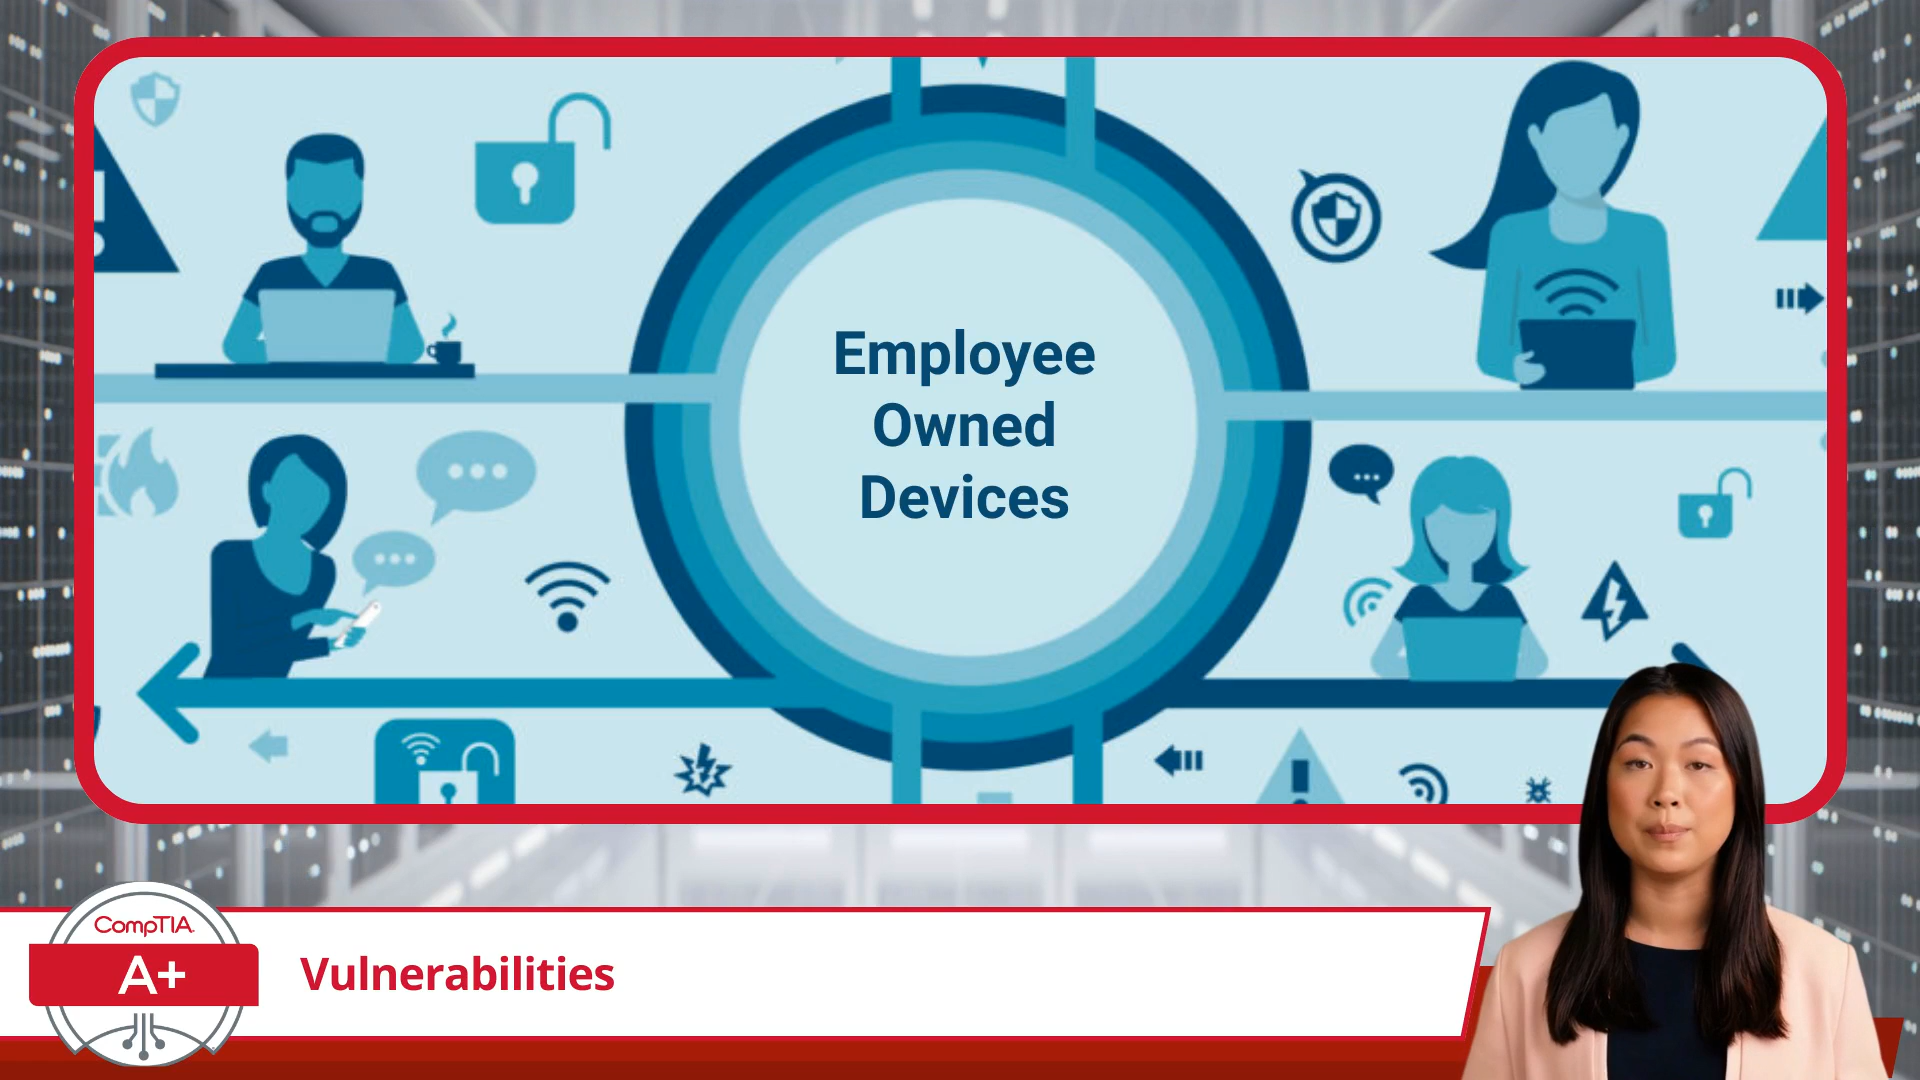 Employee
Owned
Devices
CompTIA.
A+
Vulnerabilities